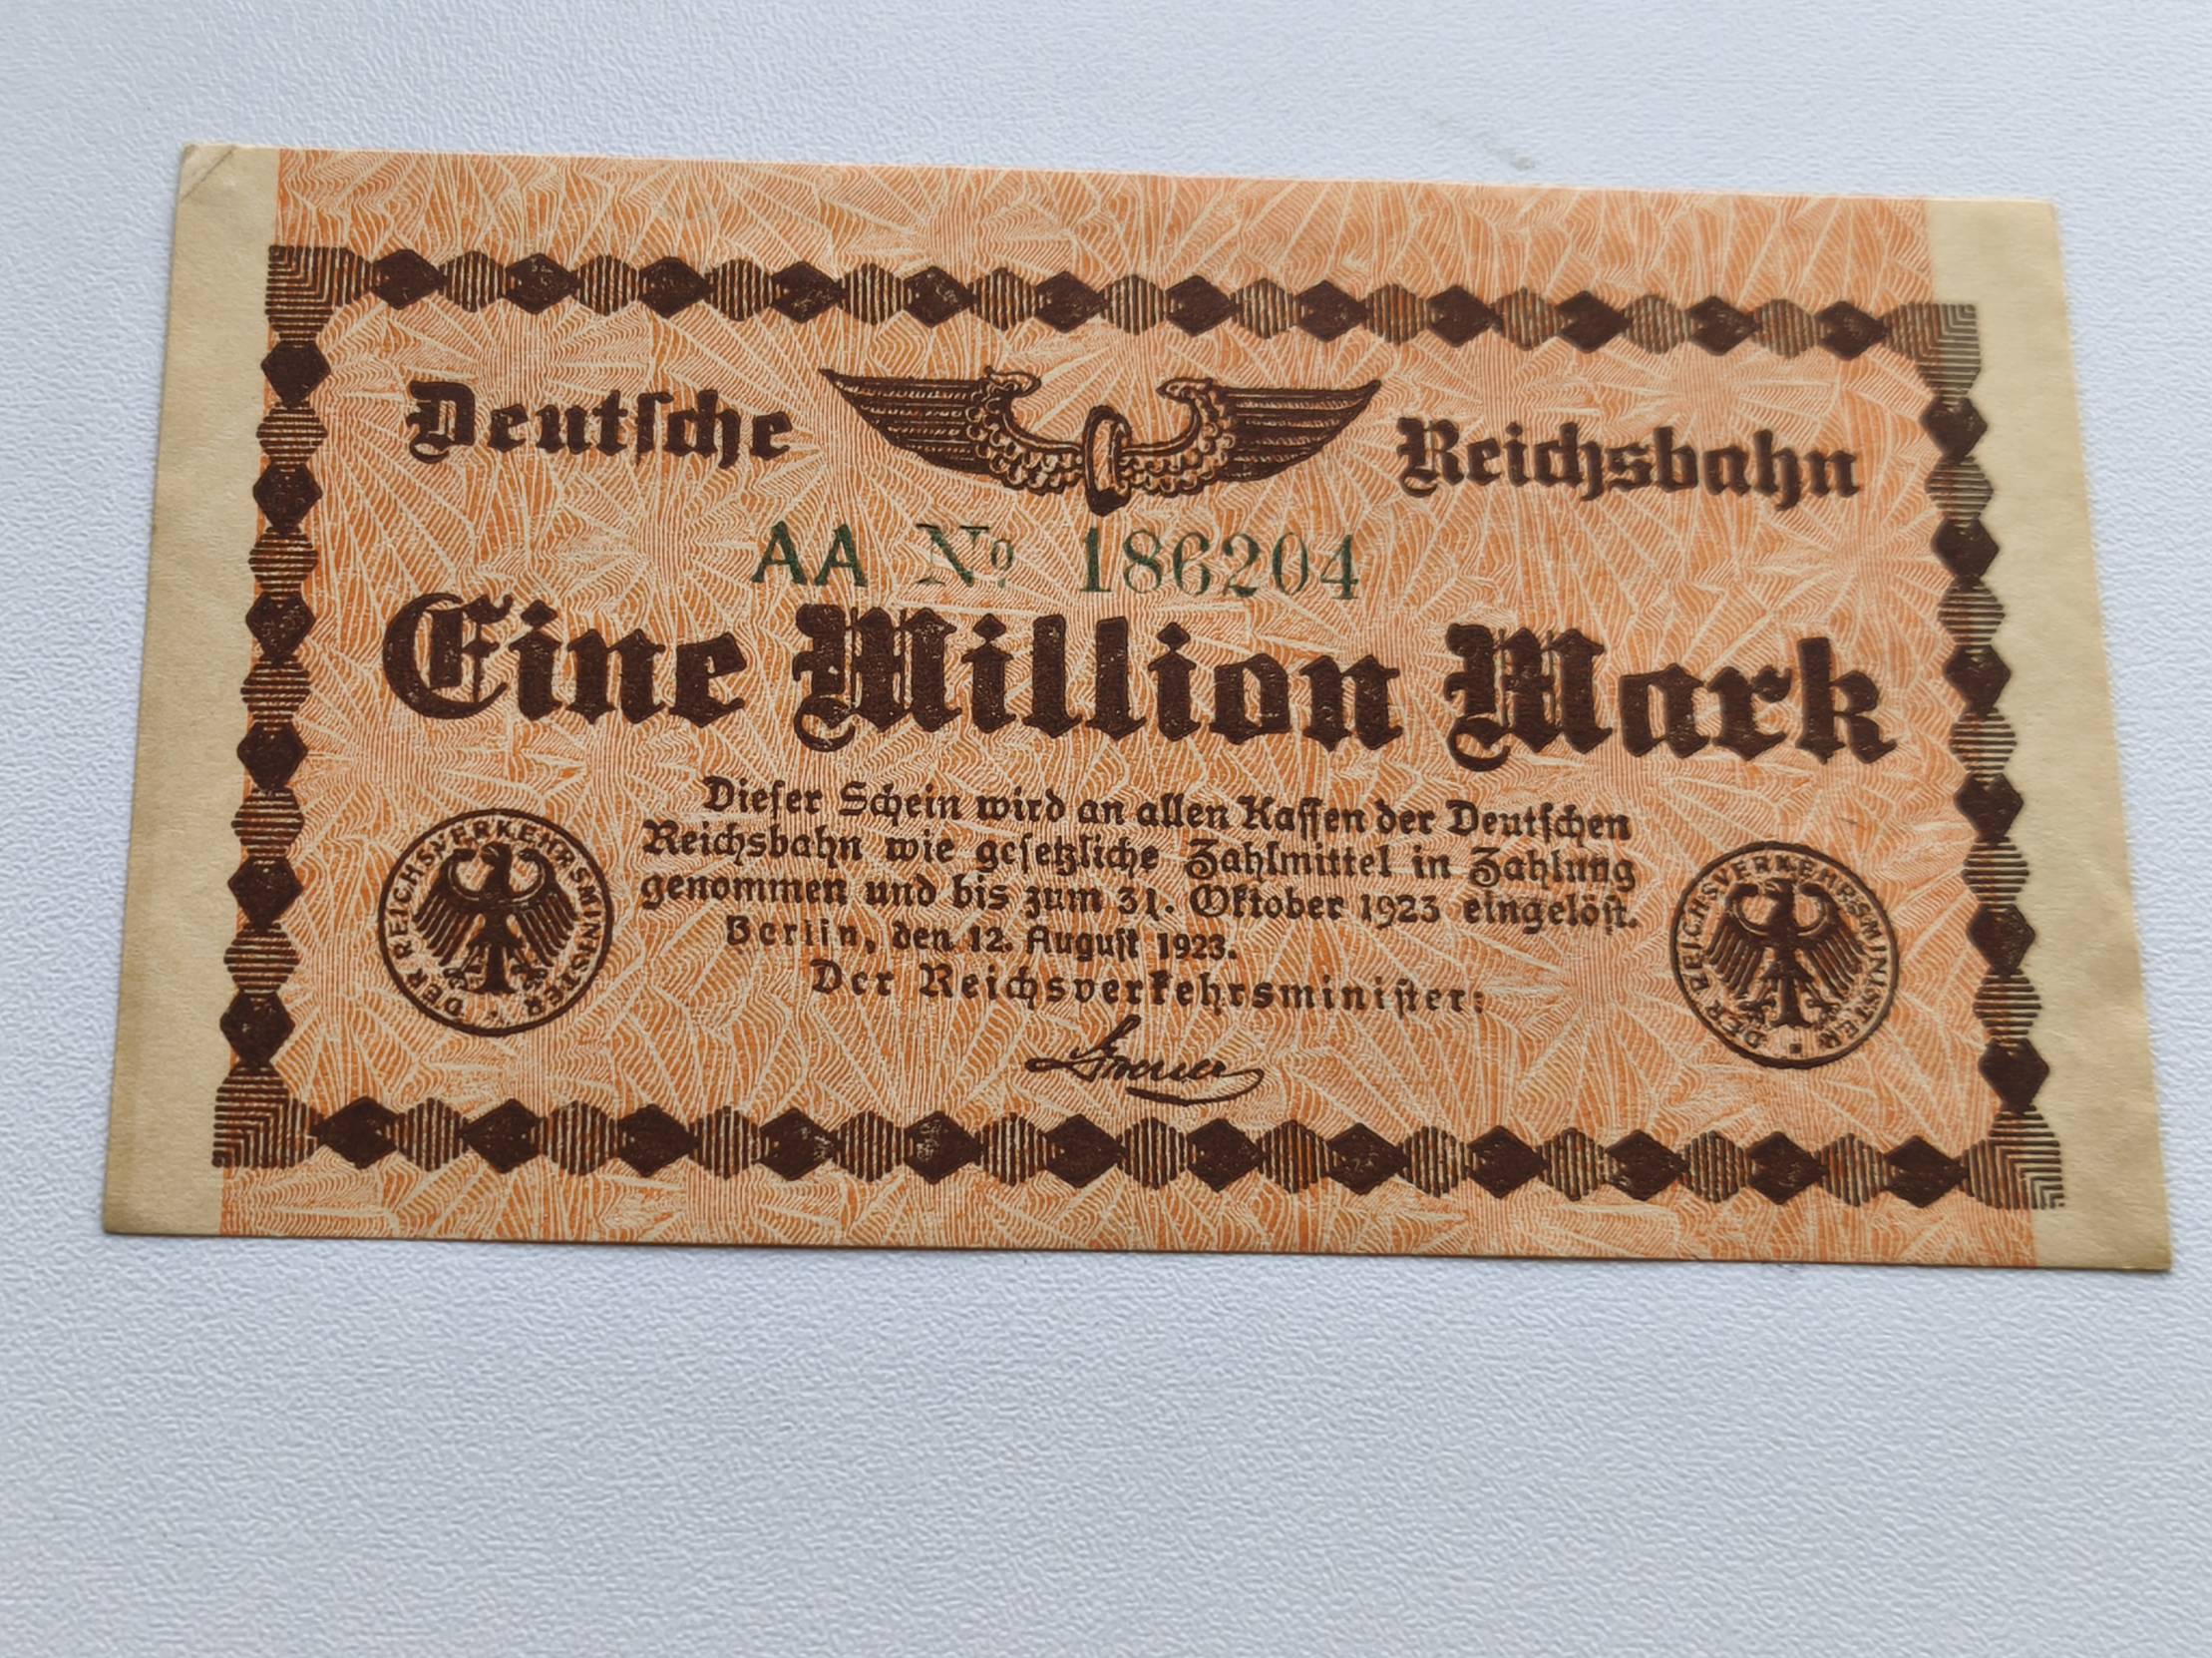 Deutsche Reichsbahn
AA No 186204
Eine Million Mark
Dieser Schein wird an allen Kassen der Deutschen
Reichsbahn wie gesetzliche Zahlmittel in Zahlung
genommen und bis zum 31. Oktober 1923 eingelöst.
Berlin, den 12. August 1923.
Der Reichsverkehrsminister:
DER REICHSVERKEHRSMINISTER
DER REICHSVERKEHRSMINISTER